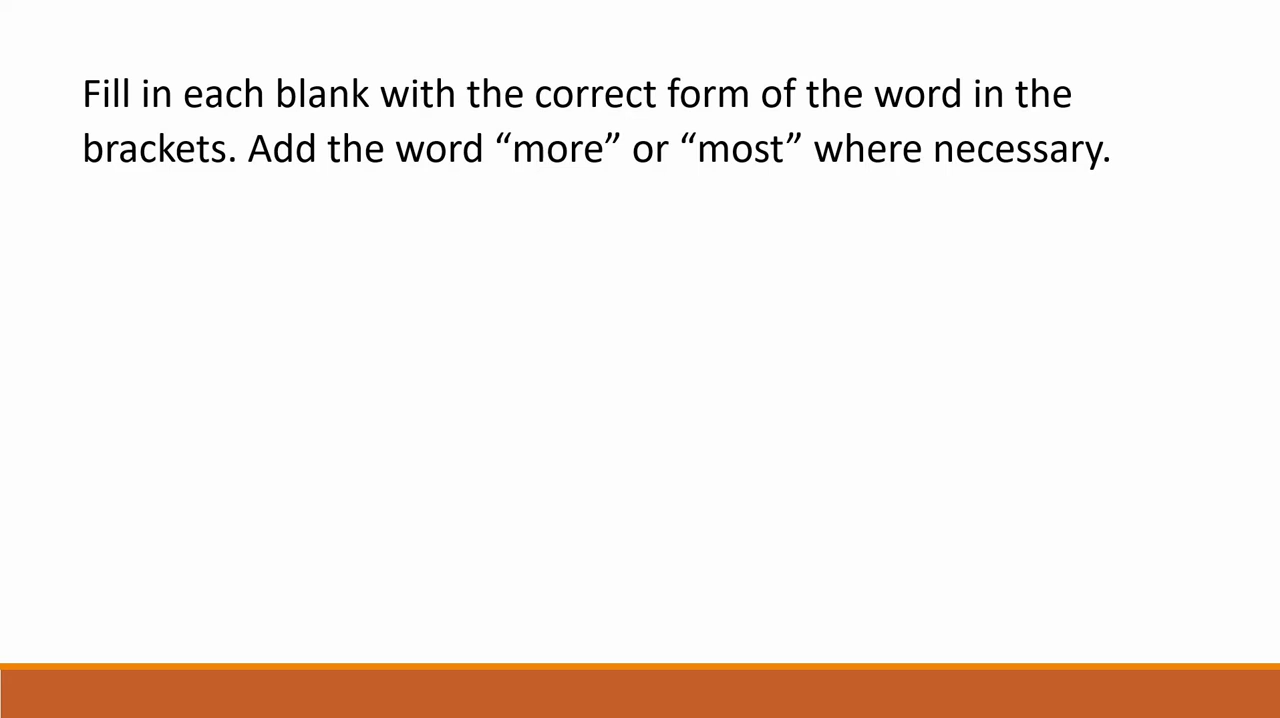 Fill in each blank with the correct form of the word in the
brackets. Add the word “more” or “most” where necessary.